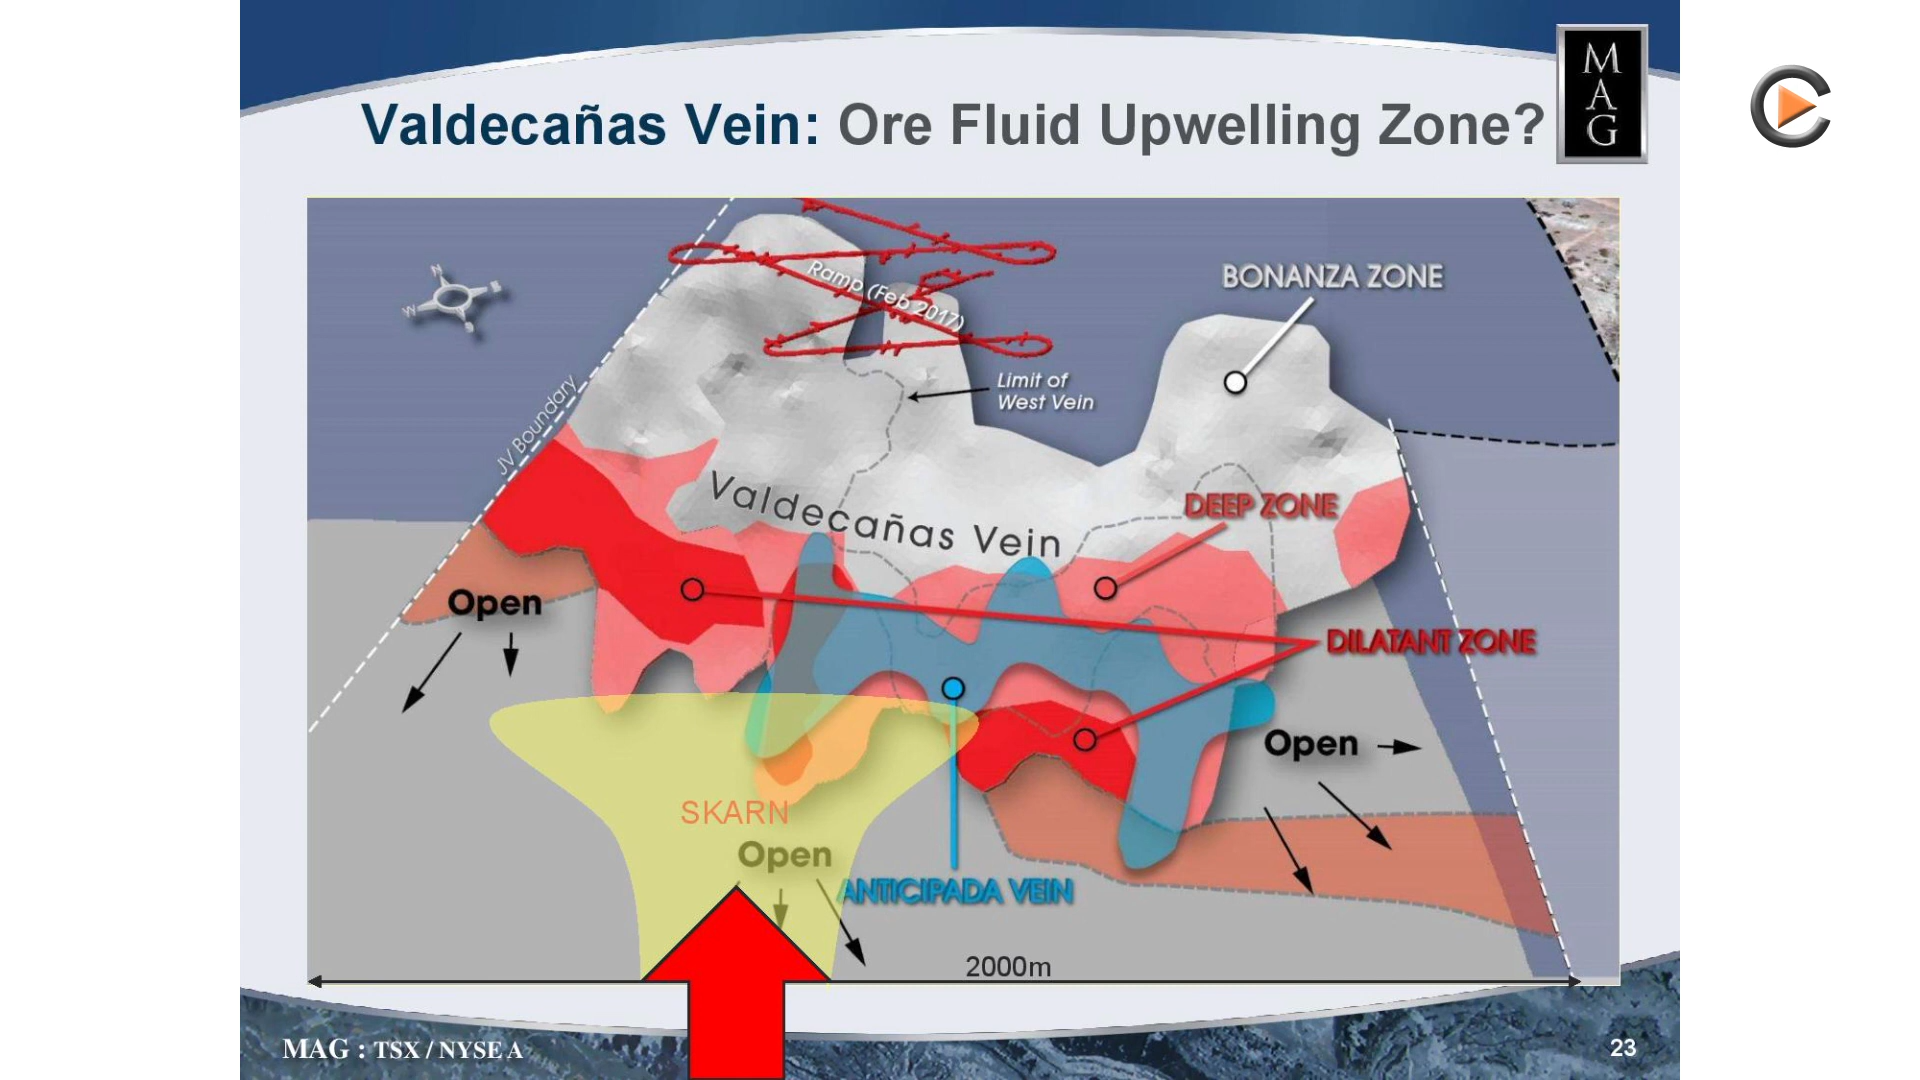 Valdecañas Vein: Ore Fluid Upwelling Zone?
M
A
G
N
W
Ramp (Feb 2017)
BONANZA ZONE
Limit of
West Vein
JV Boundary
Valdecañas Vein
DEEP ZONE
Open
DILATANT ZONE
Open
SKARN
Open
ANTICIPADA VEIN
2000m
MAG : TSX / NYSE A
23